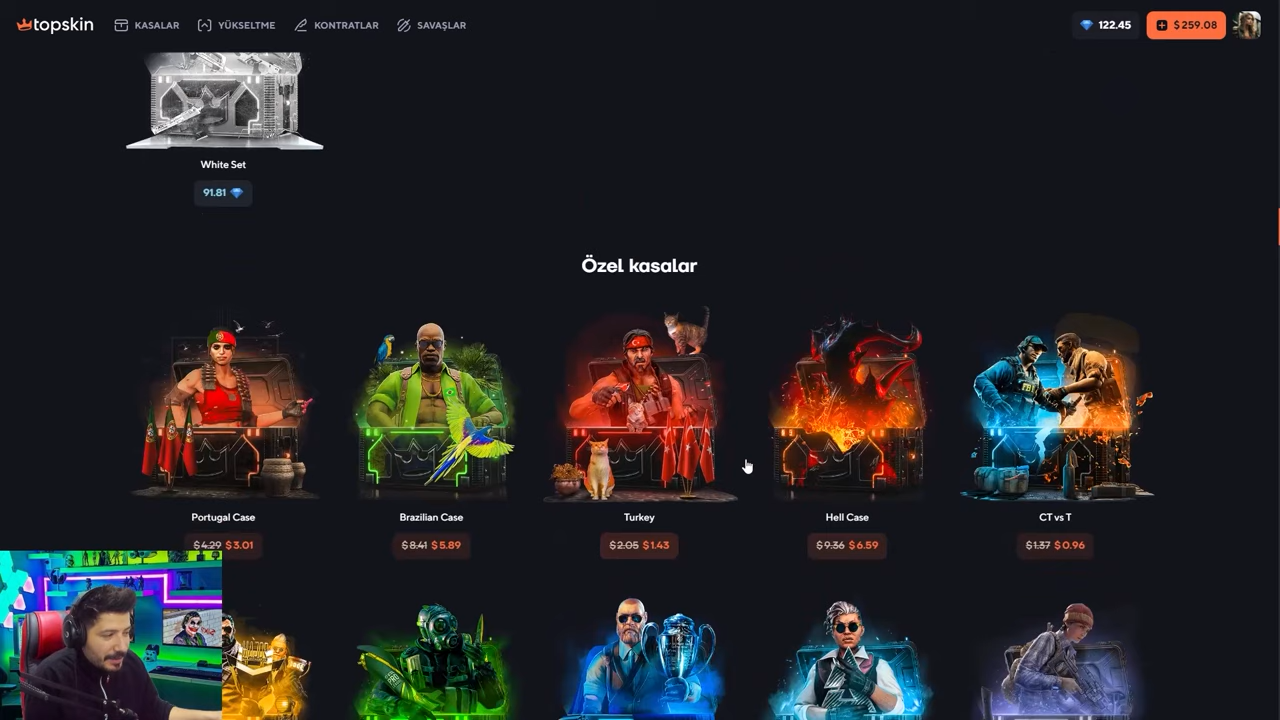 topskin KASALAR YÜKSELTME KONTRATLAR SAVAŞLAR 122.45 $259.08
White Set
91.81
Özel kasalar
Portugal Case Brazilian Case Turkey Hell Case CT vs T
$4.29 $3.01 $8.41 $5.89 $2.05 $1.43 $9.36 $6.59 $1.37 $0.96